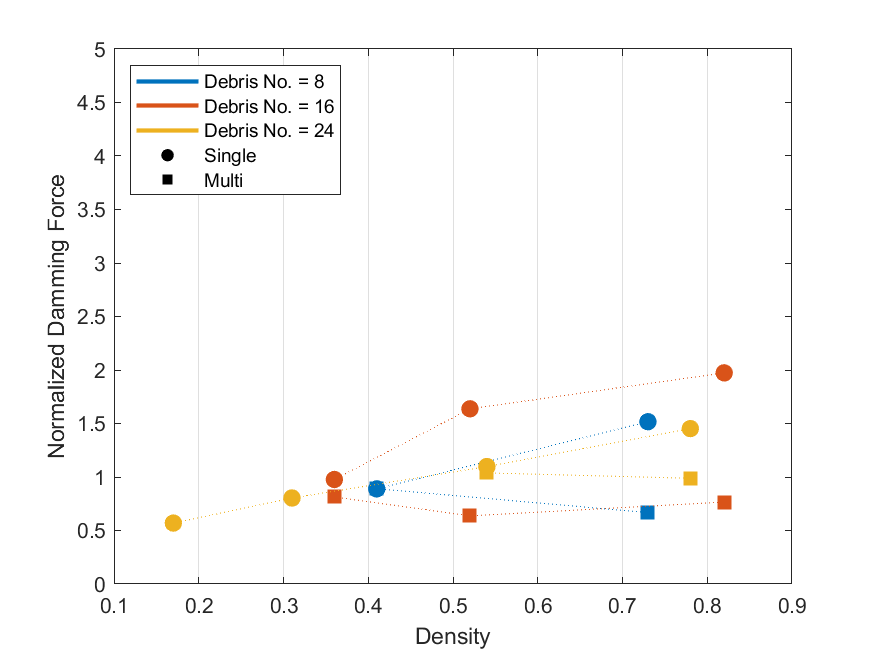 5
4.5
4
3.5
3
2.5
2
1.5
1
0.5
0
Normalized Damming Force
Debris No. = 8
Debris No. = 16
Debris No. = 24
Single
Multi
0.1 0.2 0.3 0.4 0.5 0.6 0.7 0.8 0.9
Density